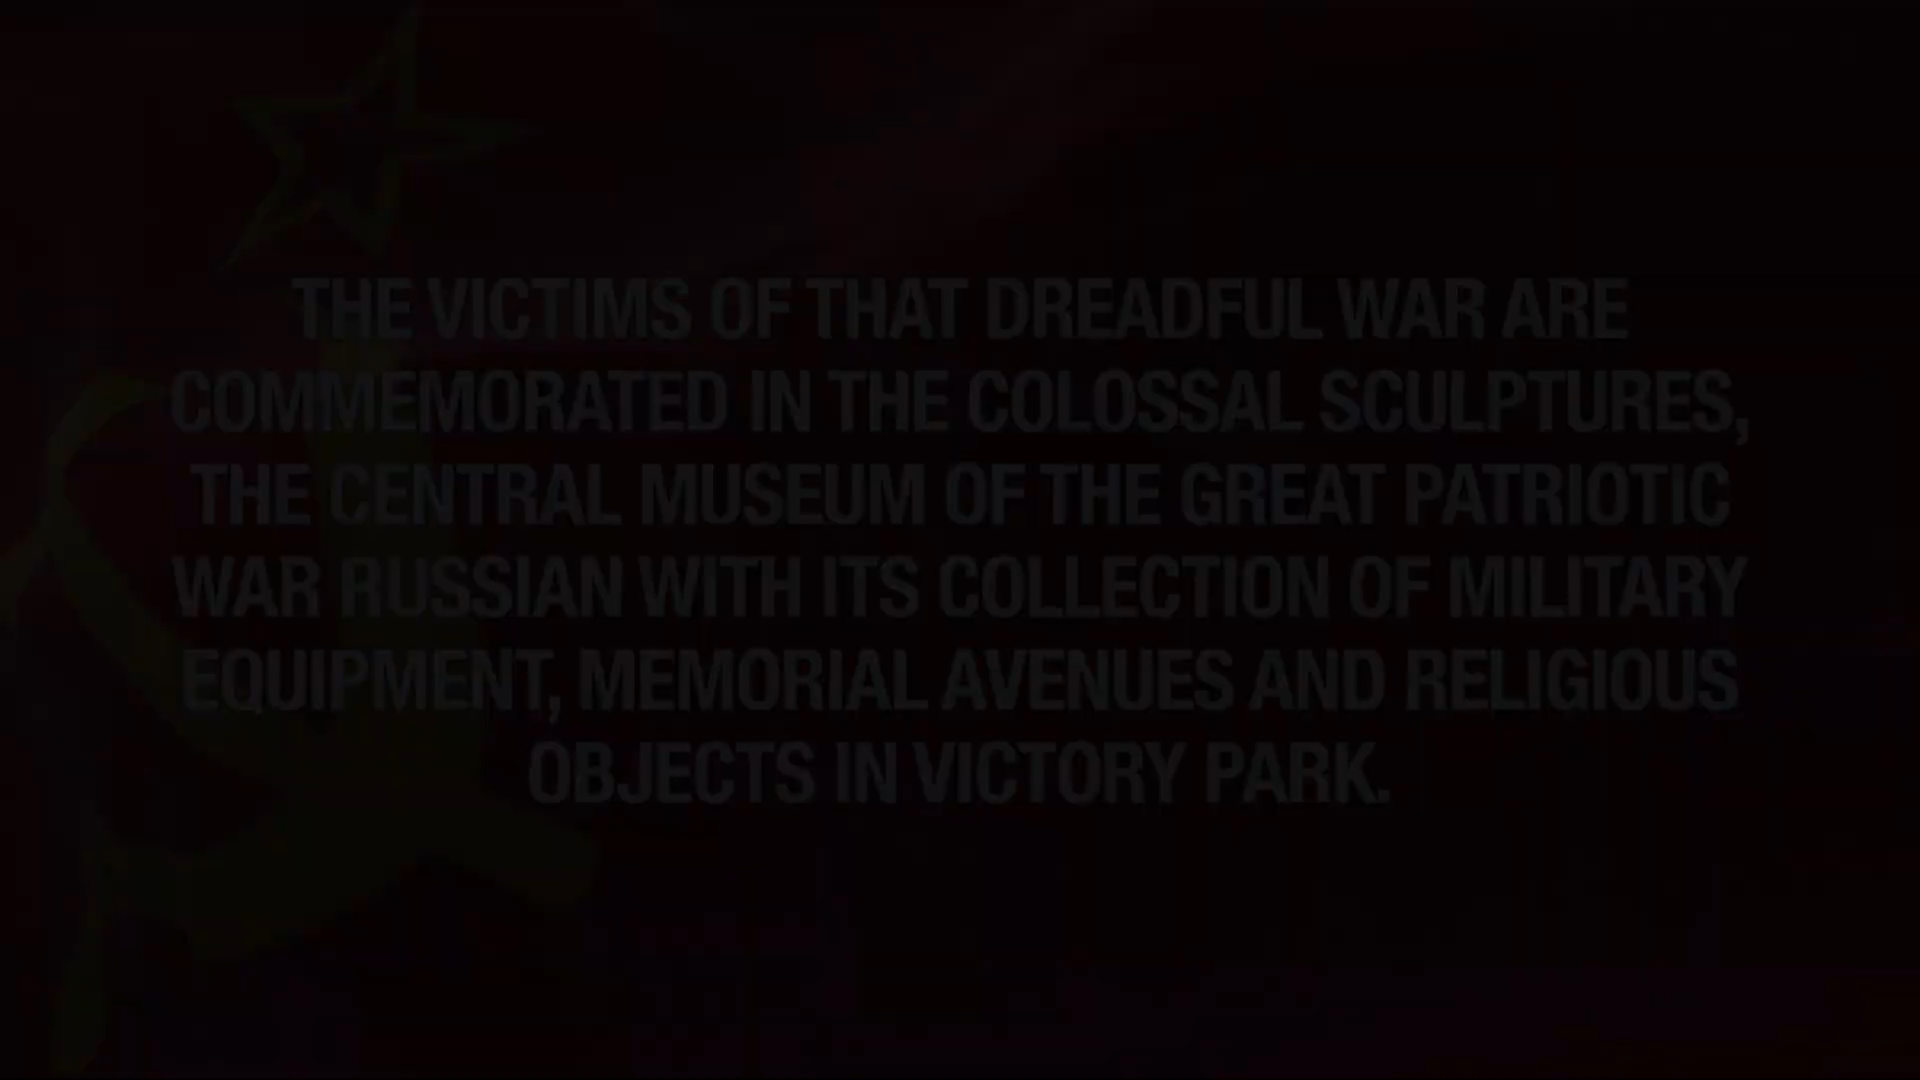 THE VICTIMS OF THAT DREADFUL WAR ARE
COMMEMORATED IN THE COLOSSAL SCULPTURES,
THE CENTRAL MUSEUM OF THE GREAT PATRIOTIC
WAR RUSSIAN WITH ITS COLLECTION OF MILITARY
EQUIPMENT, MEMORIAL AVENUES AND RELIGIOUS
OBJECTS IN VICTORY PARK.